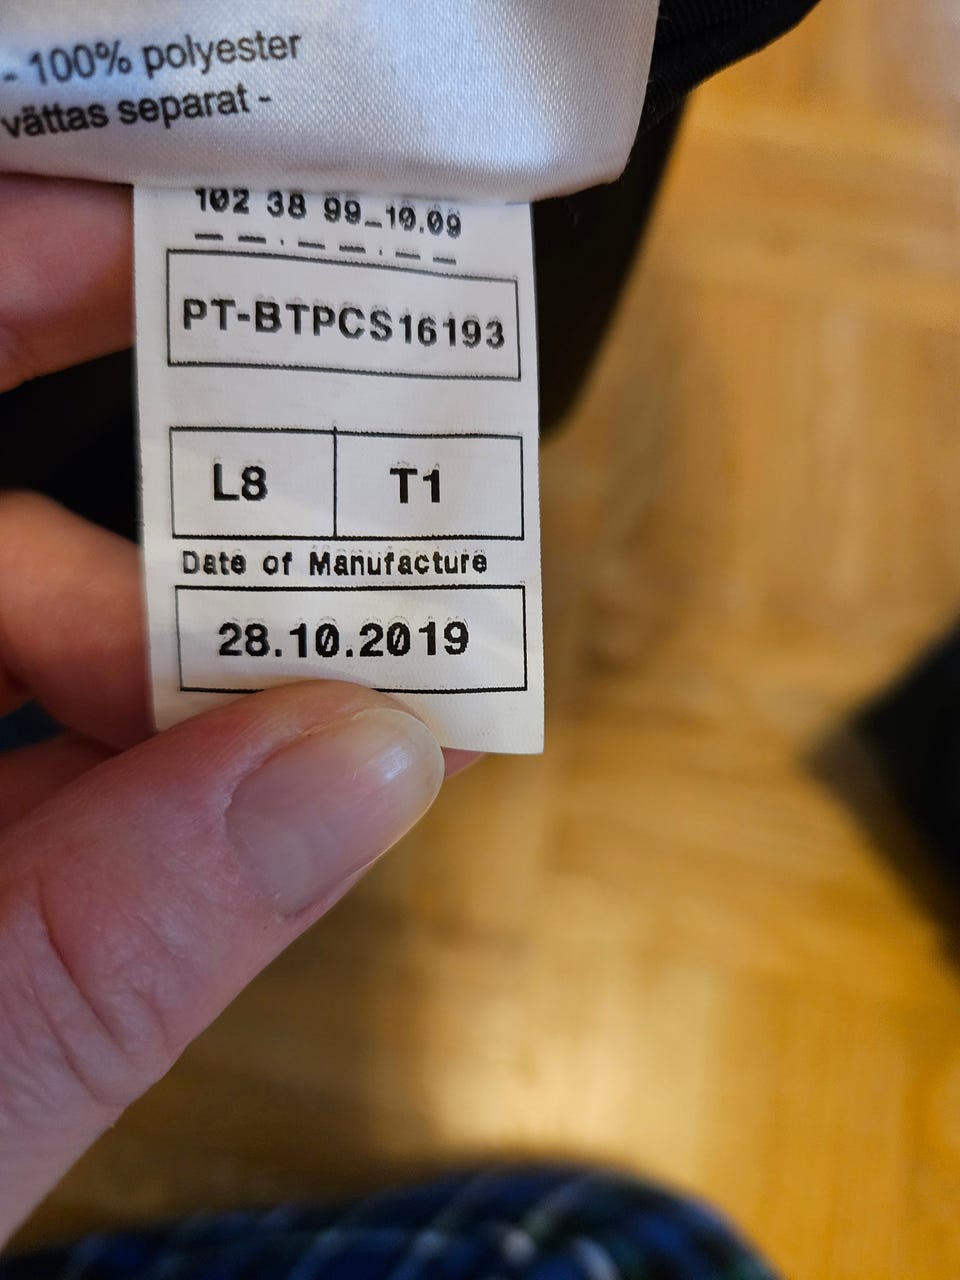 - 100% polyester
vättas separat -
102 38 99_10.09
PT-BTPCS16193
L8 T1
Date of Manufacture
28.10.2019